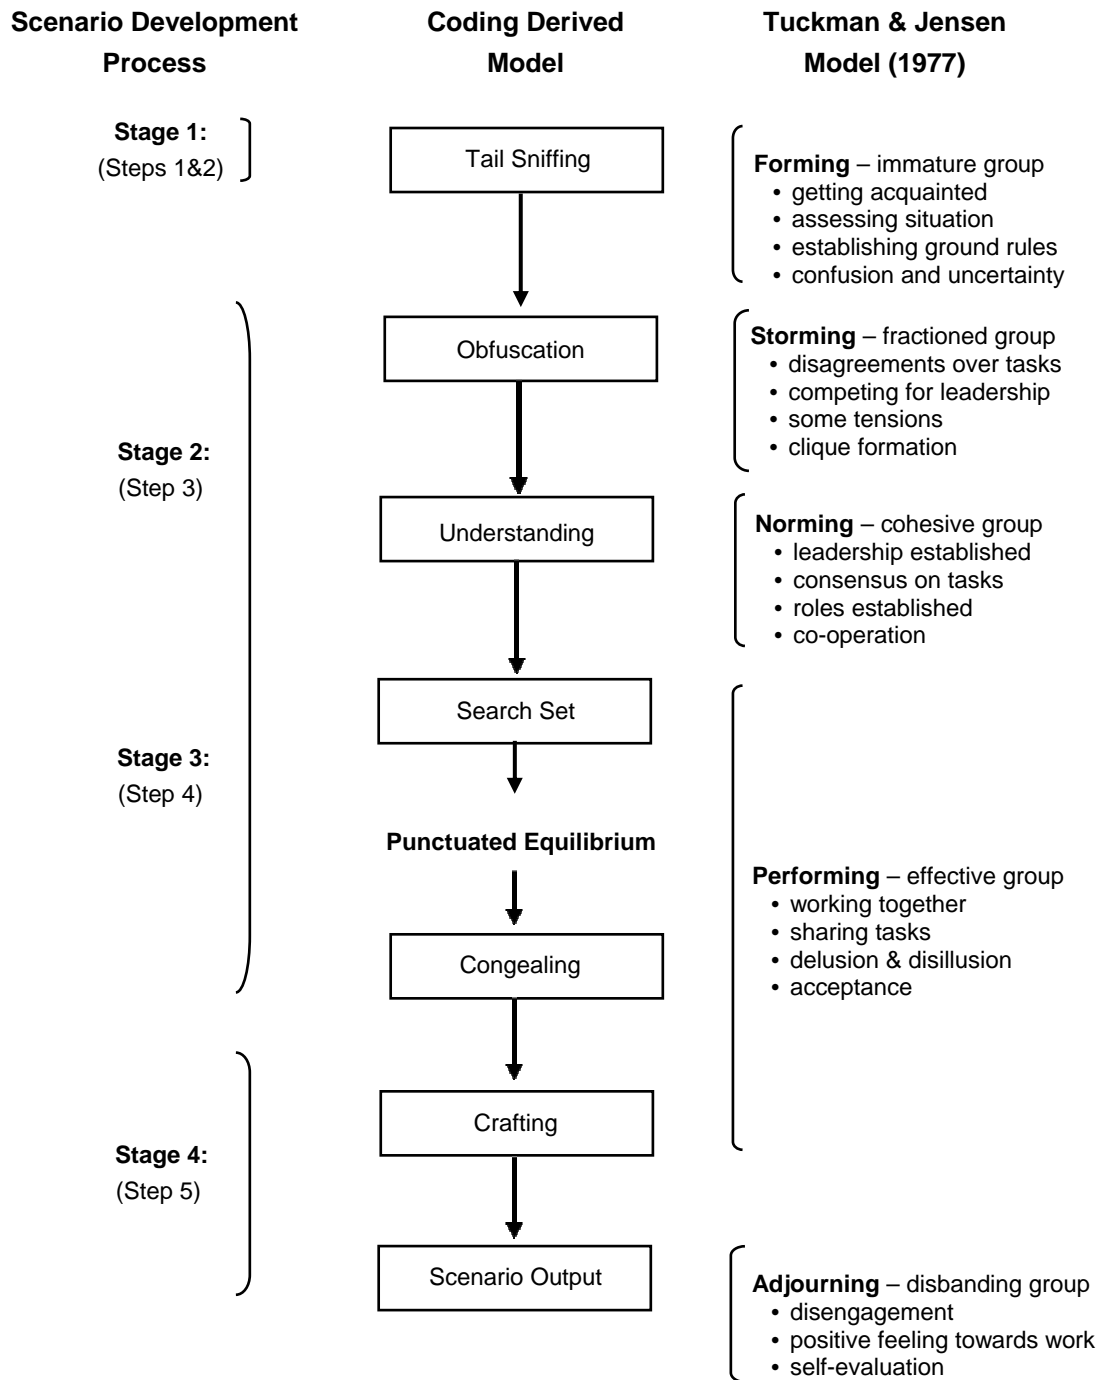 Scenario Development
Process
Coding Derived
Model
Tuckman & Jensen
Model (1977)
Stage 1:
(Steps 1&2)
Tail Sniffing
Forming – immature group
• getting acquainted
• assessing situation
• establishing ground rules
• confusion and uncertainty
Obfuscation
Storming – fractioned group
• disagreements over tasks
• competing for leadership
• some tensions
• clique formation
Stage 2:
(Step 3)
Understanding
Norming – cohesive group
• leadership established
• consensus on tasks
• roles established
• co-operation
Search Set
Stage 3:
(Step 4)
Punctuated Equilibrium
Performing – effective group
• working together
• sharing tasks
• delusion & disillusion
• acceptance
Congealing
Crafting
Stage 4:
(Step 5)
Scenario Output
Adjourning – disbanding group
• disengagement
• positive feeling towards work
• self-evaluation